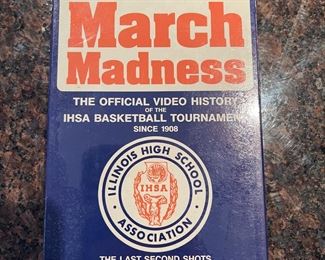 March
Madness
THE OFFICIAL VIDEO HISTORY
OF THE
IHSA BASKETBALL TOURNAMENT
SINCE 1908
ILLINOIS HIGH SCHOOL
IHSA
ASSOCIATION
THE LAST SECOND SHOTS